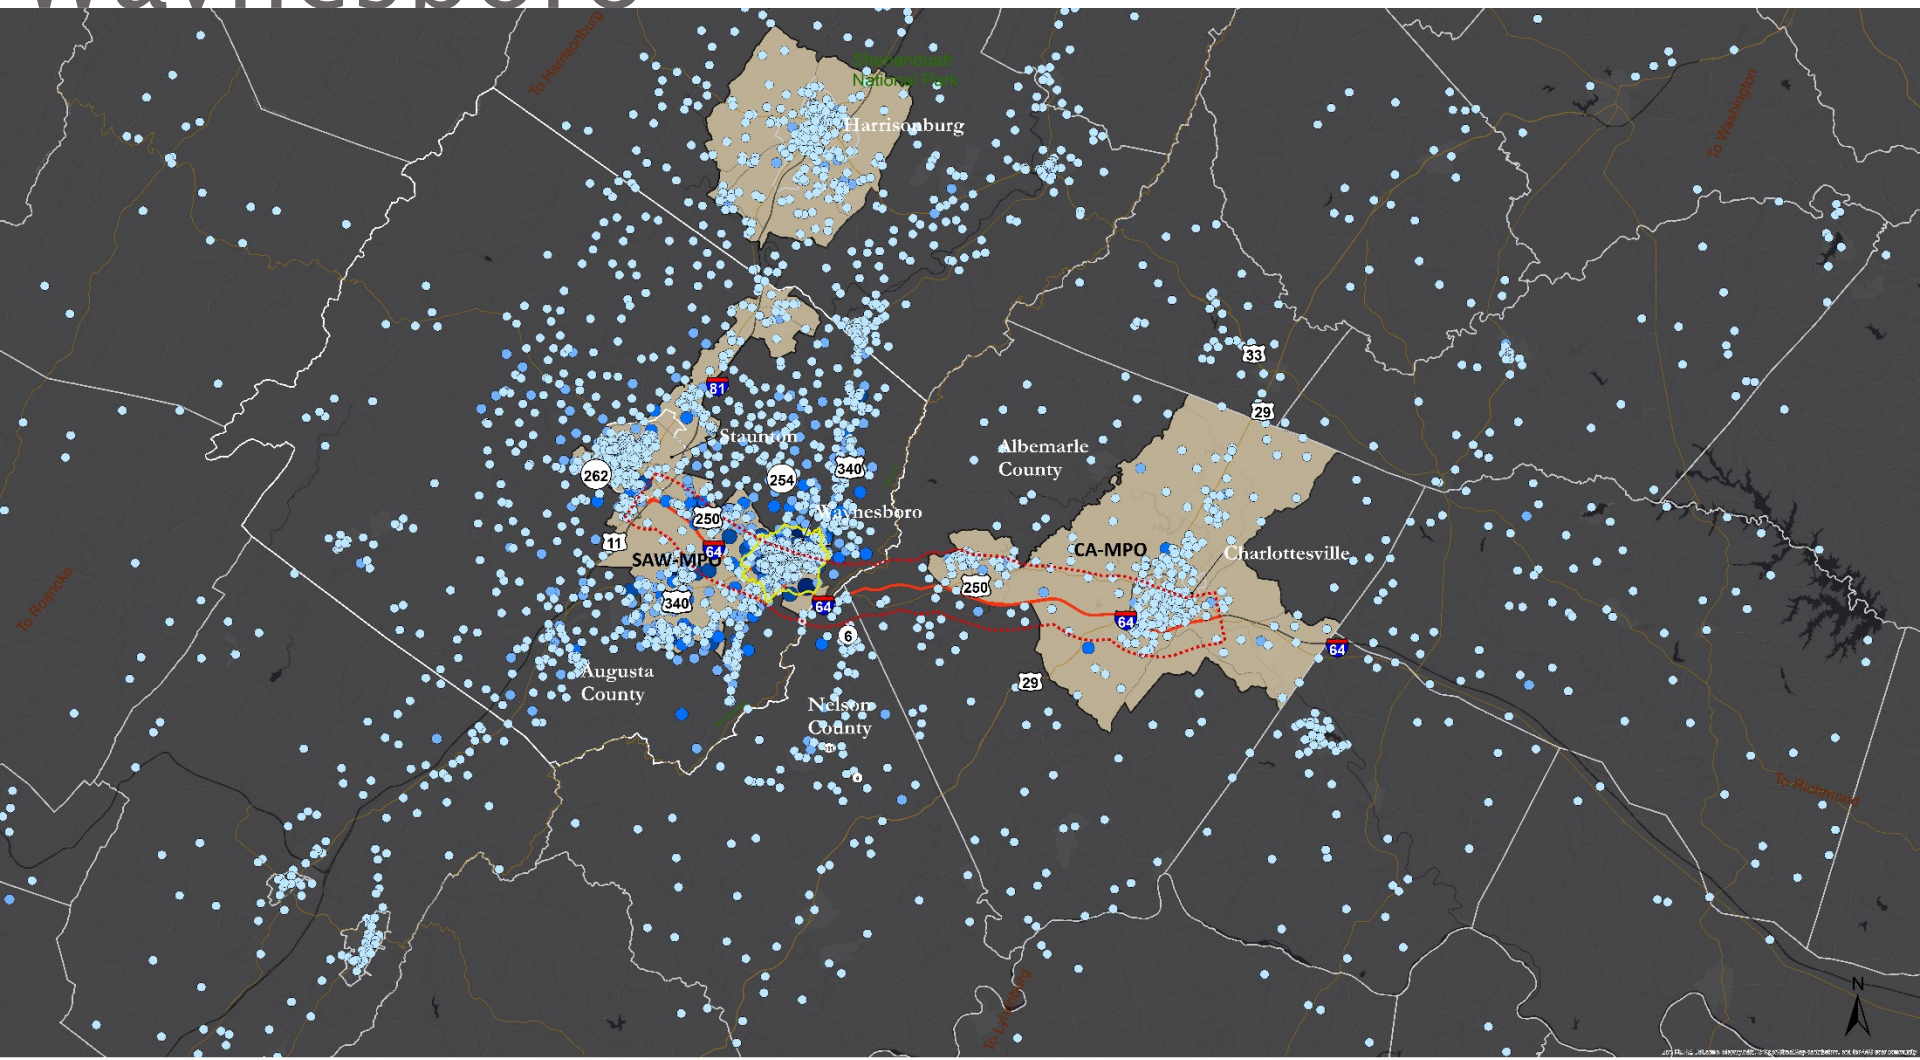 Waynesboro
To Harrisonburg
Shenandoah
National Park
To Washington
Harrisonburg
33
29
81
Staunton
Albemarle
County
262
254
340
Waynesboro
250
11
64
SAW-MPO
CA-MPO
Charlottesville
250
340
64
64
6
64
To Roanoke
Augusta
County
29
Nelson
County
6
To Richmond
To Lynchburg
N